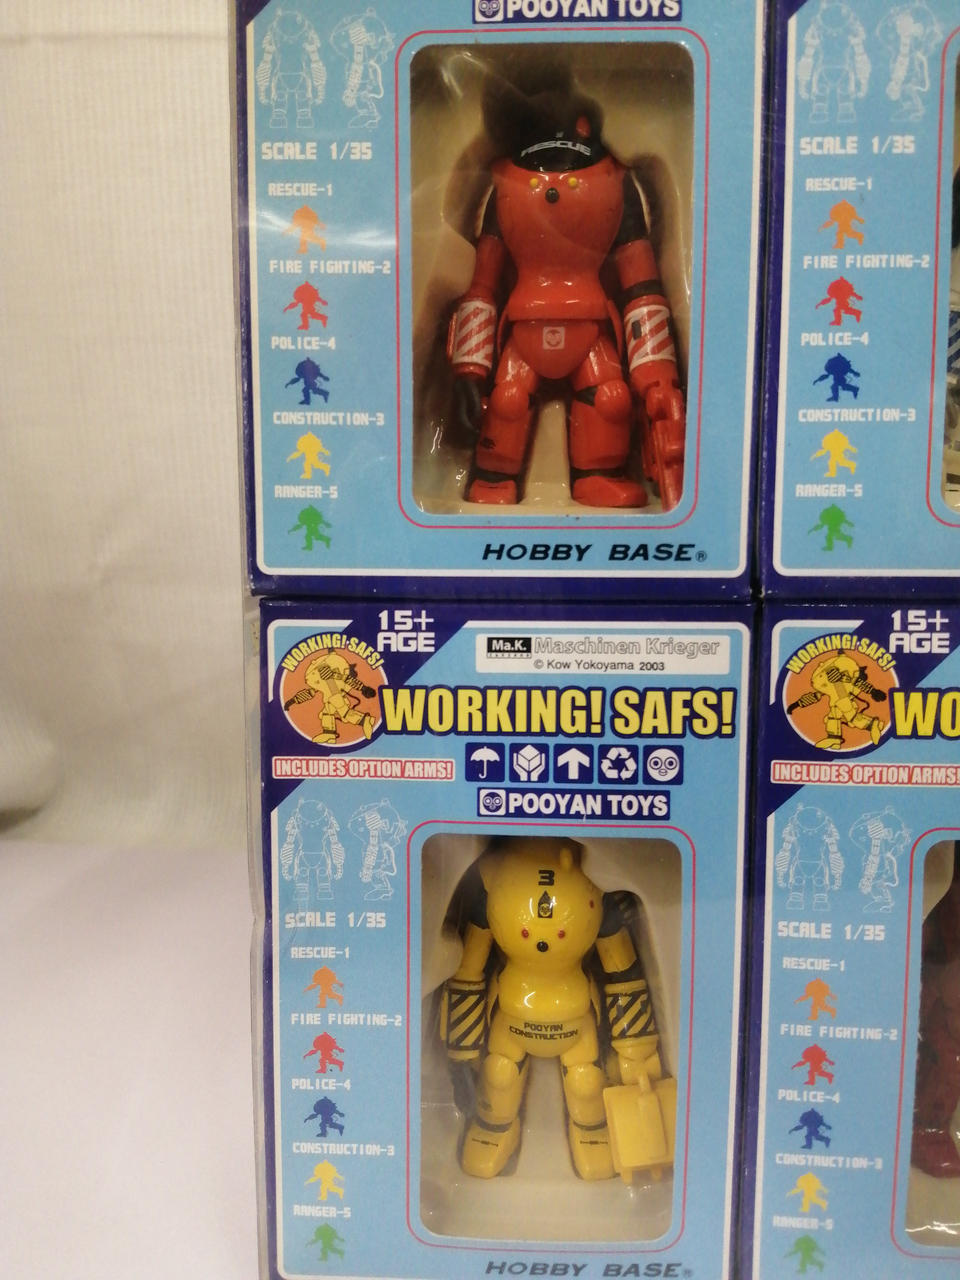 POOYAN TOYS
SCALE 1/35
RESCUE-1
FIRE FIGHTING-2
POLICE-4
CONSTRUCTION-3
RANGER-5
RESCUE
HOBBY BASE®
SCALE 1/35
RESCUE-1
FIRE FIGHTING-2
POLICE-4
CONSTRUCTION-3
RANGER-5
15+
AGE
WORKING! SAFS!
Ma.K. Maschinen Krieger
© Kow Yokoyama 2003
WORKING! SAFS!
INCLUDES OPTION ARMS!
POOYAN TOYS
SCALE 1/35
RESCUE-1
FIRE FIGHTING-2
POLICE-4
CONSTRUCTION-3
RANGER-5
3
POOYAN
CONSTRUCTION
HOBBY BASE®
15+
AGE
WORKING! SAFS!
WO
INCLUDES OPTION ARMS!
SCALE 1/35
RESCUE-1
FIRE FIGHTING-2
POLICE-4
CONSTRUCTION-3
RANGER-5